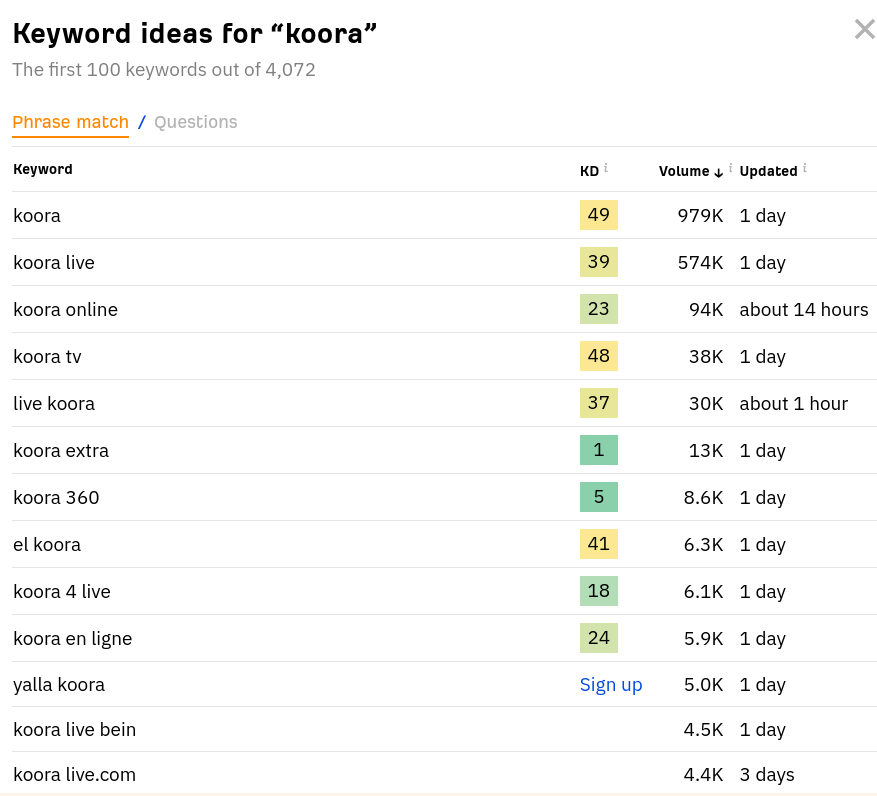 Keyword ideas for “koora”
The first 100 keywords out of 4,072
Phrase match / Questions
Keyword KD i Volume ↓ i Updated i
koora 49 979K 1 day
koora live 39 574K 1 day
koora online 23 94K about 14 hours
koora tv 48 38K 1 day
live koora 37 30K about 1 hour
koora extra 1 13K 1 day
koora 360 5 8.6K 1 day
el koora 41 6.3K 1 day
koora 4 live 18 6.1K 1 day
koora en ligne 24 5.9K 1 day
yalla koora Sign up 5.0K 1 day
koora live bein 4.5K 1 day
koora live.com 4.4K 3 days